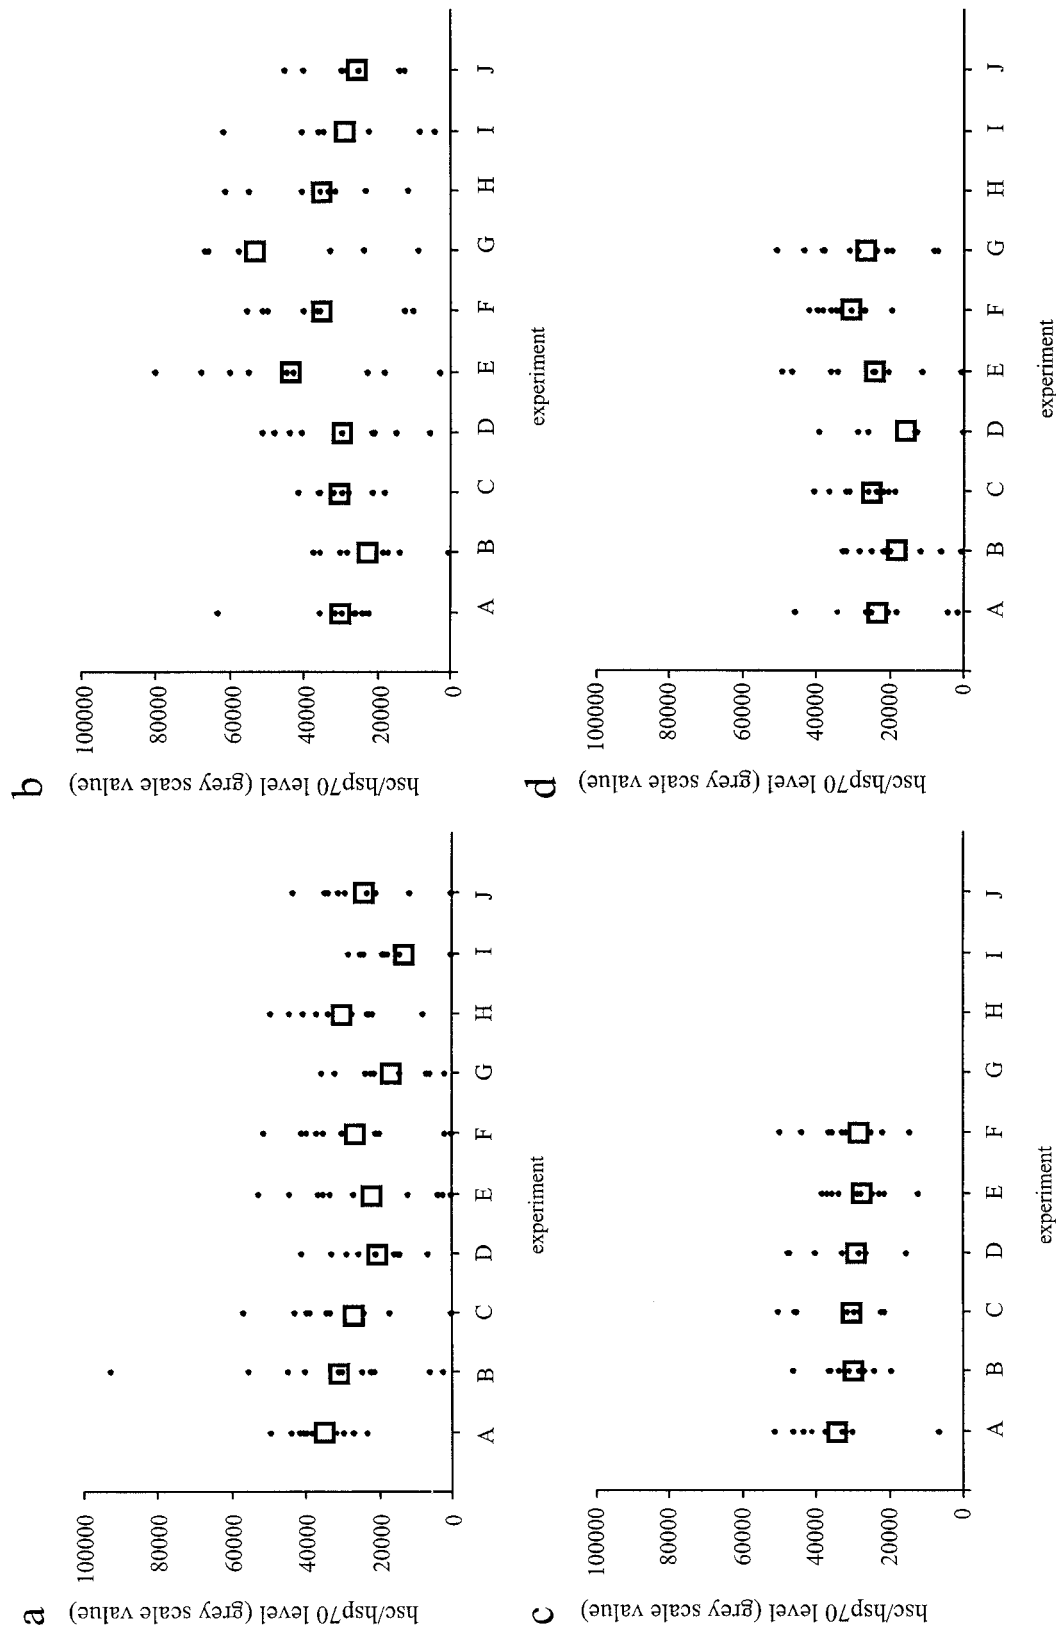 a
hsc/hsp70 level (grey scale value)
100000
80000
60000
40000
20000
0
A B C D E F G H I J
experiment
b
hsc/hsp70 level (grey scale value)
100000
80000
60000
40000
20000
0
A B C D E F G H I J
experiment
c
hsc/hsp70 level (grey scale value)
100000
80000
60000
40000
20000
0
A B C D E F G H I J
experiment
d
hsc/hsp70 level (grey scale value)
100000
80000
60000
40000
20000
0
A B C D E F G H I J
experiment